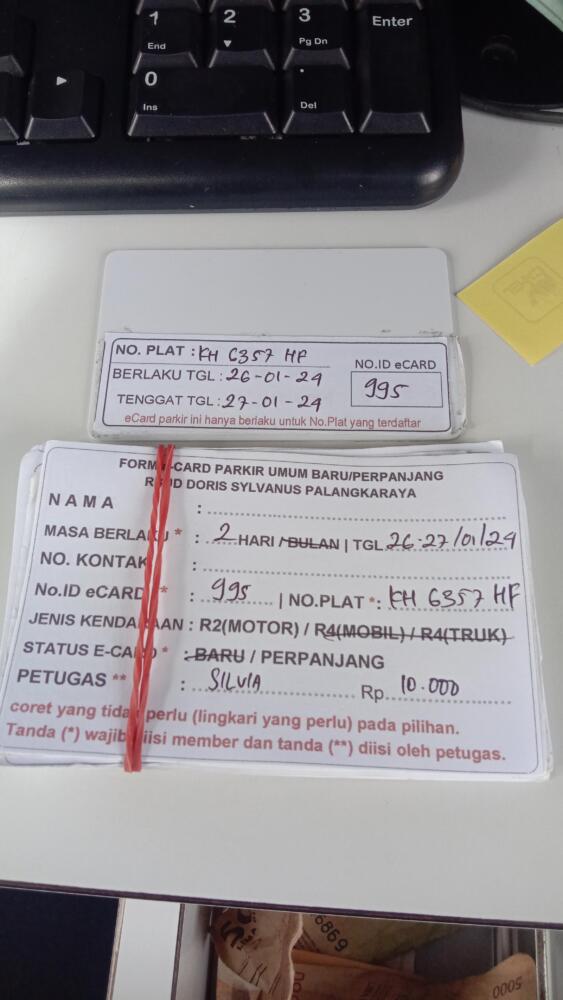 1 2 3 Enter
End Pg Dn
0
Ins Del
NO. PLAT : KH 6357 HF
BERLAKU TGL : 26-01-24
NO.ID eCARD
995
TENGGAT TGL : 27-01-24
eCard parkir ini hanya berlaku untuk No.Plat yang terdaftar
FORM -CARD PARKIR UMUM BARU/PERPANJANG
R D DORIS SYLVANUS PALANGKARAYA
NAMA :
MASA BERLAKU * : 2 HARI / BULAN | TGL 26-27/01/24
NO. KONTAK :
No.ID eCARD * : 995 | NO.PLAT *: KH 6357 HF
JENIS KENDA AAN : R2(MOTOR) / R4(MOBIL) / R4(TRUK)
STATUS E-CARD * : BARU / PERPANJANG
PETUGAS ** : SILVIA Rp. 10.000
coret yang tidak perlu (lingkari yang perlu) pada pilihan.
Tanda (*) wajib diisi member dan tanda (**) diisi oleh petugas.
6989
5000